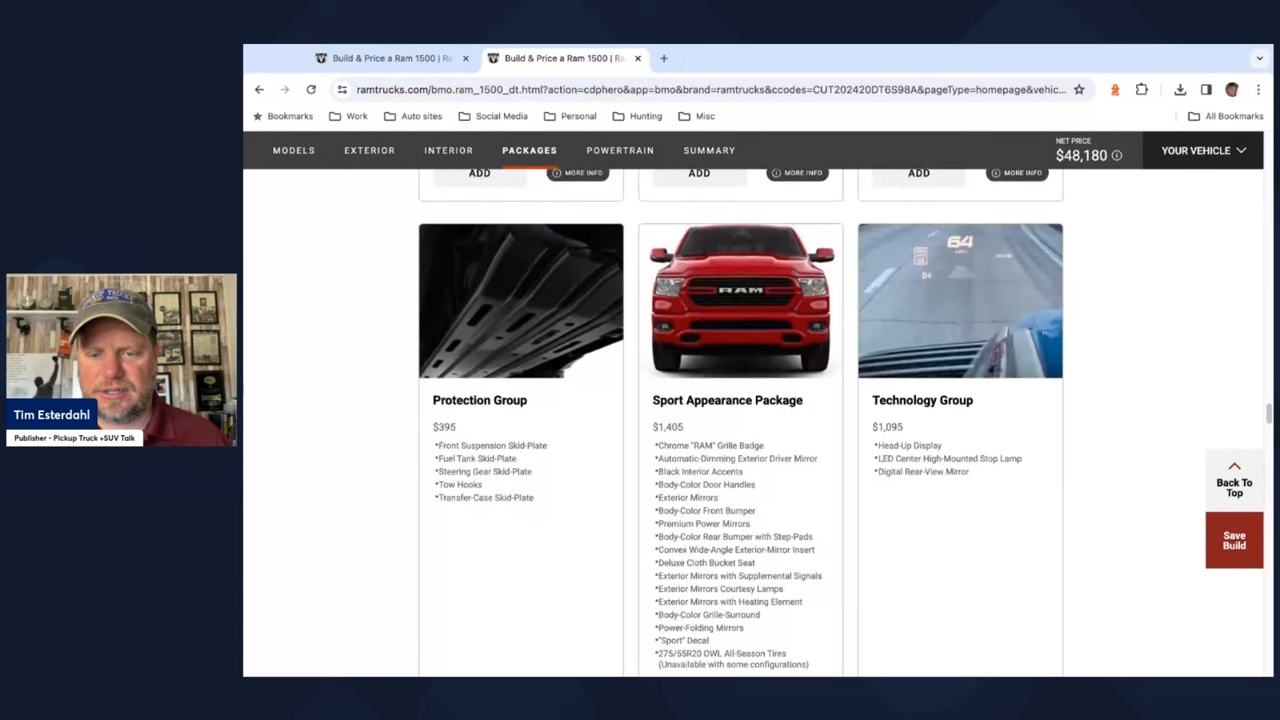 Build & Price a Ram 1500 | Ra
Build & Price a Ram 1500 | Ra
ramtrucks.com/bmo.ram_1500_dt.html?action=cdphero&app=bmo&brand=ramtrucks&ccodes=CUT202420DT6S98A&pageType=homepage&vehic...
Bookmarks
Work
Auto sites
Social Media
Personal
Hunting
Misc
All Bookmarks
MODELS
EXTERIOR
INTERIOR
PACKAGES
POWERTRAIN
SUMMARY
NET PRICE
$48,180
YOUR VEHICLE
ADD
MORE INFO
ADD
MORE INFO
ADD
MORE INFO
RAM
64
Protection Group
$395
*Front Suspension Skid-Plate
*Fuel Tank Skid-Plate
*Steering Gear Skid-Plate
*Tow Hooks
*Transfer-Case Skid-Plate
Sport Appearance Package
$1,405
*Chrome "RAM" Grille Badge
*Automatic-Dimming Exterior Driver Mirror
*Black Interior Accents
*Body-Color Door Handles
*Exterior Mirrors
*Body-Color Front Bumper
*Premium Power Mirrors
*Body-Color Rear Bumper with Step-Pads
*Convex Wide-Angle Exterior-Mirror Insert
*Deluxe Cloth Bucket Seat
*Exterior Mirrors with Supplemental Signals
*Exterior Mirrors Courtesy Lamps
*Exterior Mirrors with Heating Element
*Body-Color Grille-Surround
*Power-Folding Mirrors
*"Sport" Decal
*275/55R20 OWL All-Season Tires
(Unavailable with some configurations)
Technology Group
$1,095
*Head-Up Display
*LED Center High-Mounted Stop Lamp
*Digital Rear-View Mirror
Back To
Top
Save
Build
Tim Esterdahl
Publisher - Pickup Truck +SUV Talk